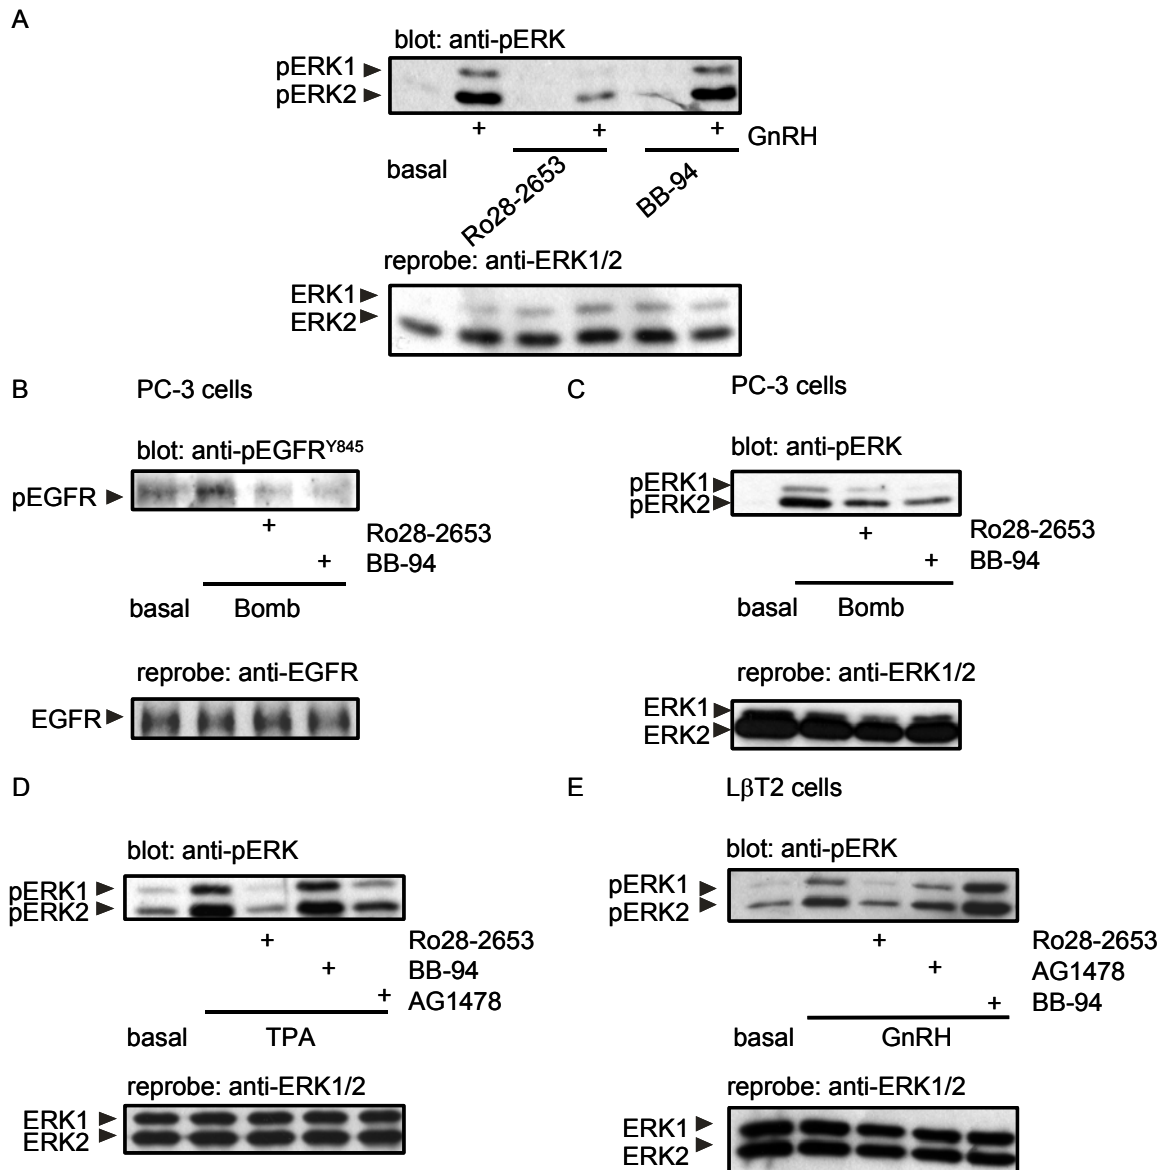 A
blot: anti-pERK
pERK1
pERK2
+ + + GnRH
basal
Ro28-2653
BB-94
reprobe: anti-ERK1/2
ERK1
ERK2
B PC-3 cells
blot: anti-pEGFRY845
pEGFR
+ Ro28-2653
+ BB-94
basal Bomb
reprobe: anti-EGFR
EGFR
C PC-3 cells
blot: anti-pERK
pERK1
pERK2
+ Ro28-2653
+ BB-94
basal Bomb
reprobe: anti-ERK1/2
ERK1
ERK2
D
blot: anti-pERK
pERK1
pERK2
+ Ro28-2653
+ BB-94
+ AG1478
basal TPA
reprobe: anti-ERK1/2
ERK1
ERK2
E LβT2 cells
blot: anti-pERK
pERK1
pERK2
+ Ro28-2653
+ AG1478
+ BB-94
basal GnRH
reprobe: anti-ERK1/2
ERK1
ERK2